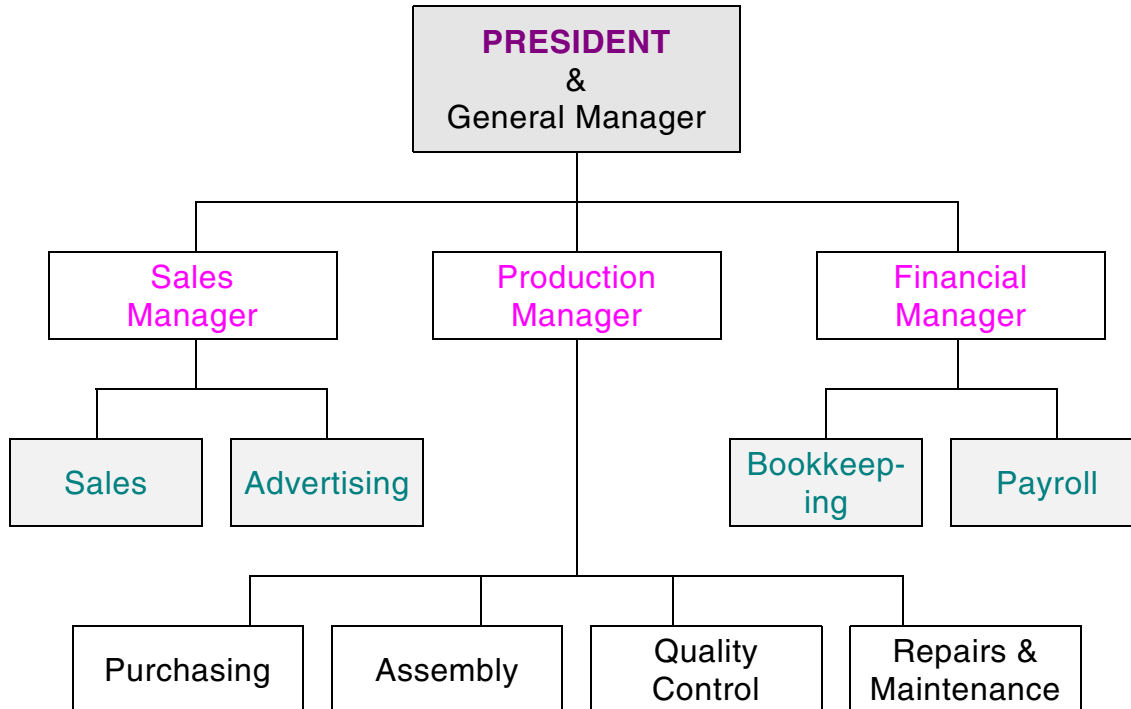 PRESIDENT
&
General Manager
Sales
Manager
Production
Manager
Financial
Manager
Sales
Advertising
Bookkeep-
ing
Payroll
Purchasing
Assembly
Quality
Control
Repairs &
Maintenance